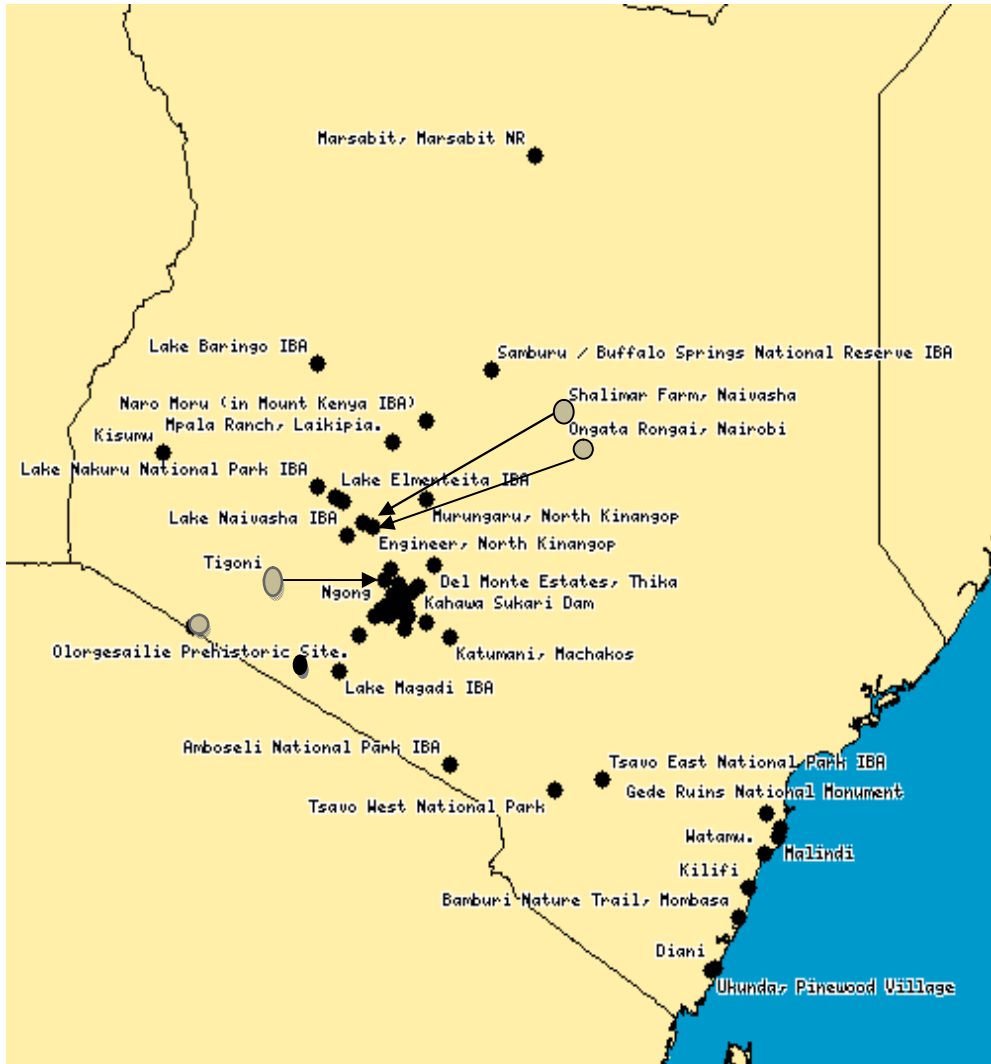 Marsabit, Marsabit NR
Lake Baringo IBA
Samburu / Buffalo Springs National Reserve IBA
Shalimar Farm, Naivasha
Naro Moru (in Mount Kenya IBA)
Mpala Ranch, Laikipia.
Ongata Rongai, Nairobi
Kisumu
Lake Nakuru National Park IBA
Lake Elmenteita IBA
Lake Naivasha IBA
Murungaru, North Kinangop
Engineer, North Kinangop
Tigoni
Del Monte Estates, Thika
Ngong
Kahawa Sukari Dam
Olorgesailie Prehistoric Site.
Katumani, Machakos
Lake Magadi IBA
Amboseli National Park IBA
Tsavo East National Park IBA
Gede Ruins National Monument
Tsavo West National Park
Watamu.
Malindi
Kilifi
Bamburi Nature Trail, Mombasa
Diani
Ukunda, Pinewood Village